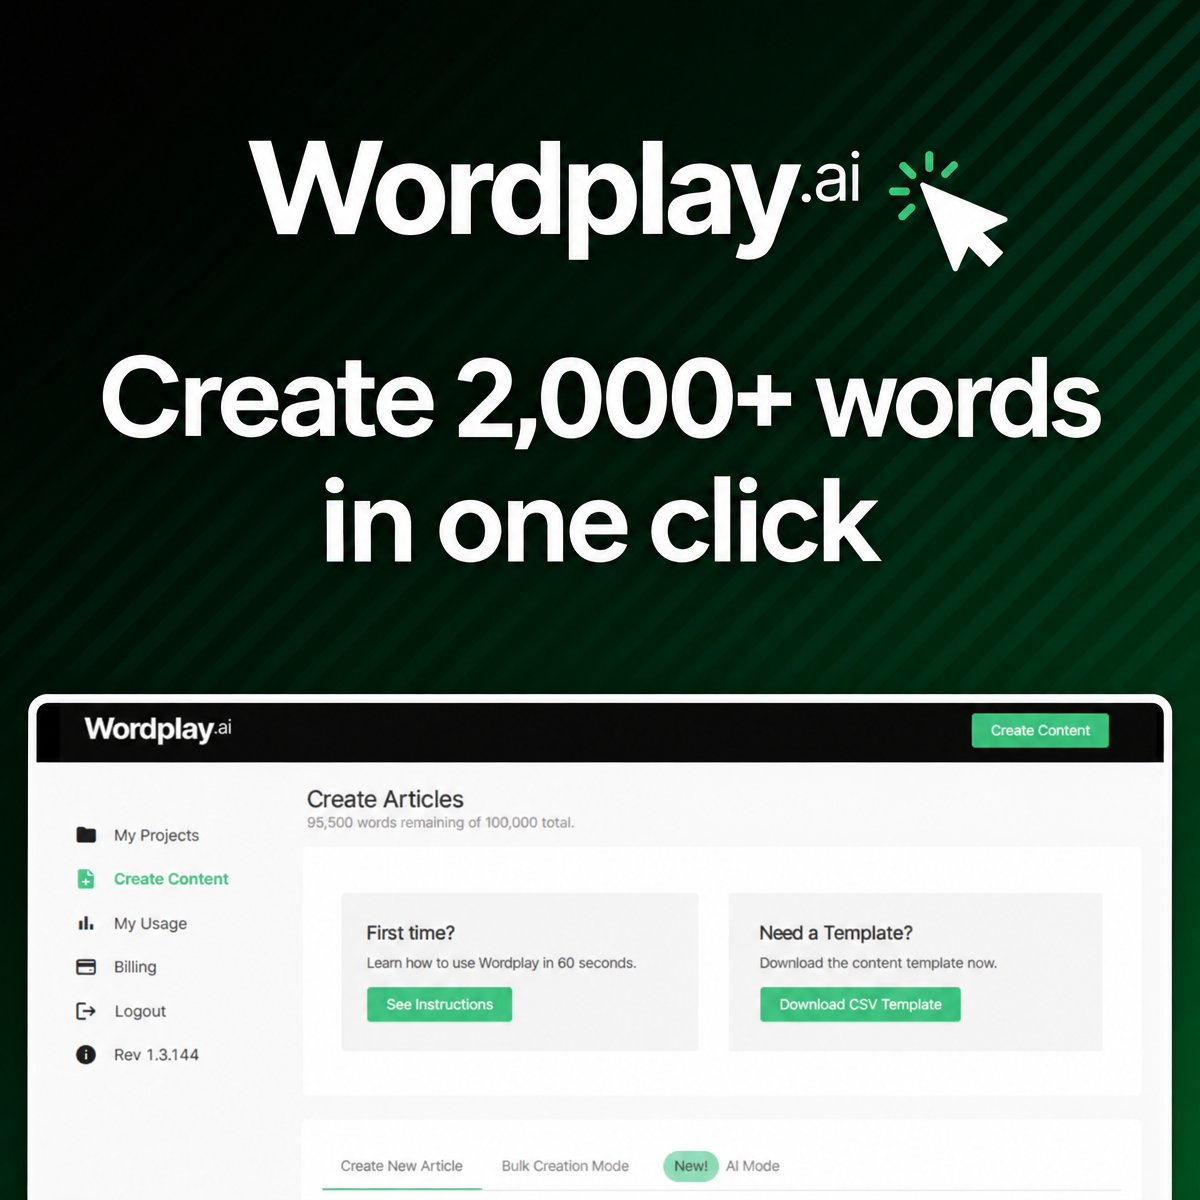 Wordplay.ai
Create 2,000+ words
in one click
Wordplay.ai
Create Content
Create Articles
95,500 words remaining of 100,000 total.
My Projects
Create Content
My Usage
Billing
Logout
Rev 1.3.144
First time?
Learn how to use Wordplay in 60 seconds.
See Instructions
Need a Template?
Download the content template now.
Download CSV Template
Create New Article
Bulk Creation Mode
New! AI Mode